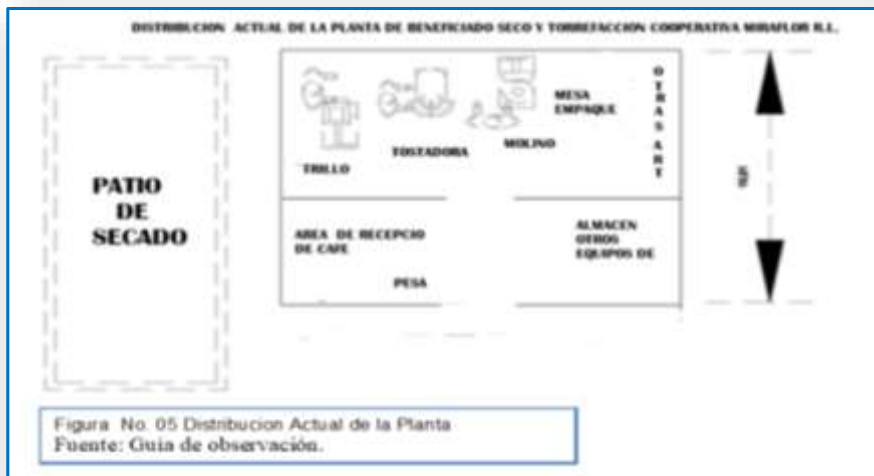 DISTRIBUCION ACTUAL DE LA PLANTA DE BENEFICIADO SECO Y TORREFACCION COOPERATIVA MIRAFLOR R.L.
PATIO
DE
SECADO
TRILLO
TOSTADORA
MOLINO
MESA
EMPAQUE
OTRAS ART
AREA DE RECEPCIO
DE CAFE
PESA
ALMACEN
OTROS
EQUIPOS DE
Figura No. 05 Distribucion Actual de la Planta
Fuente: Guia de observación.